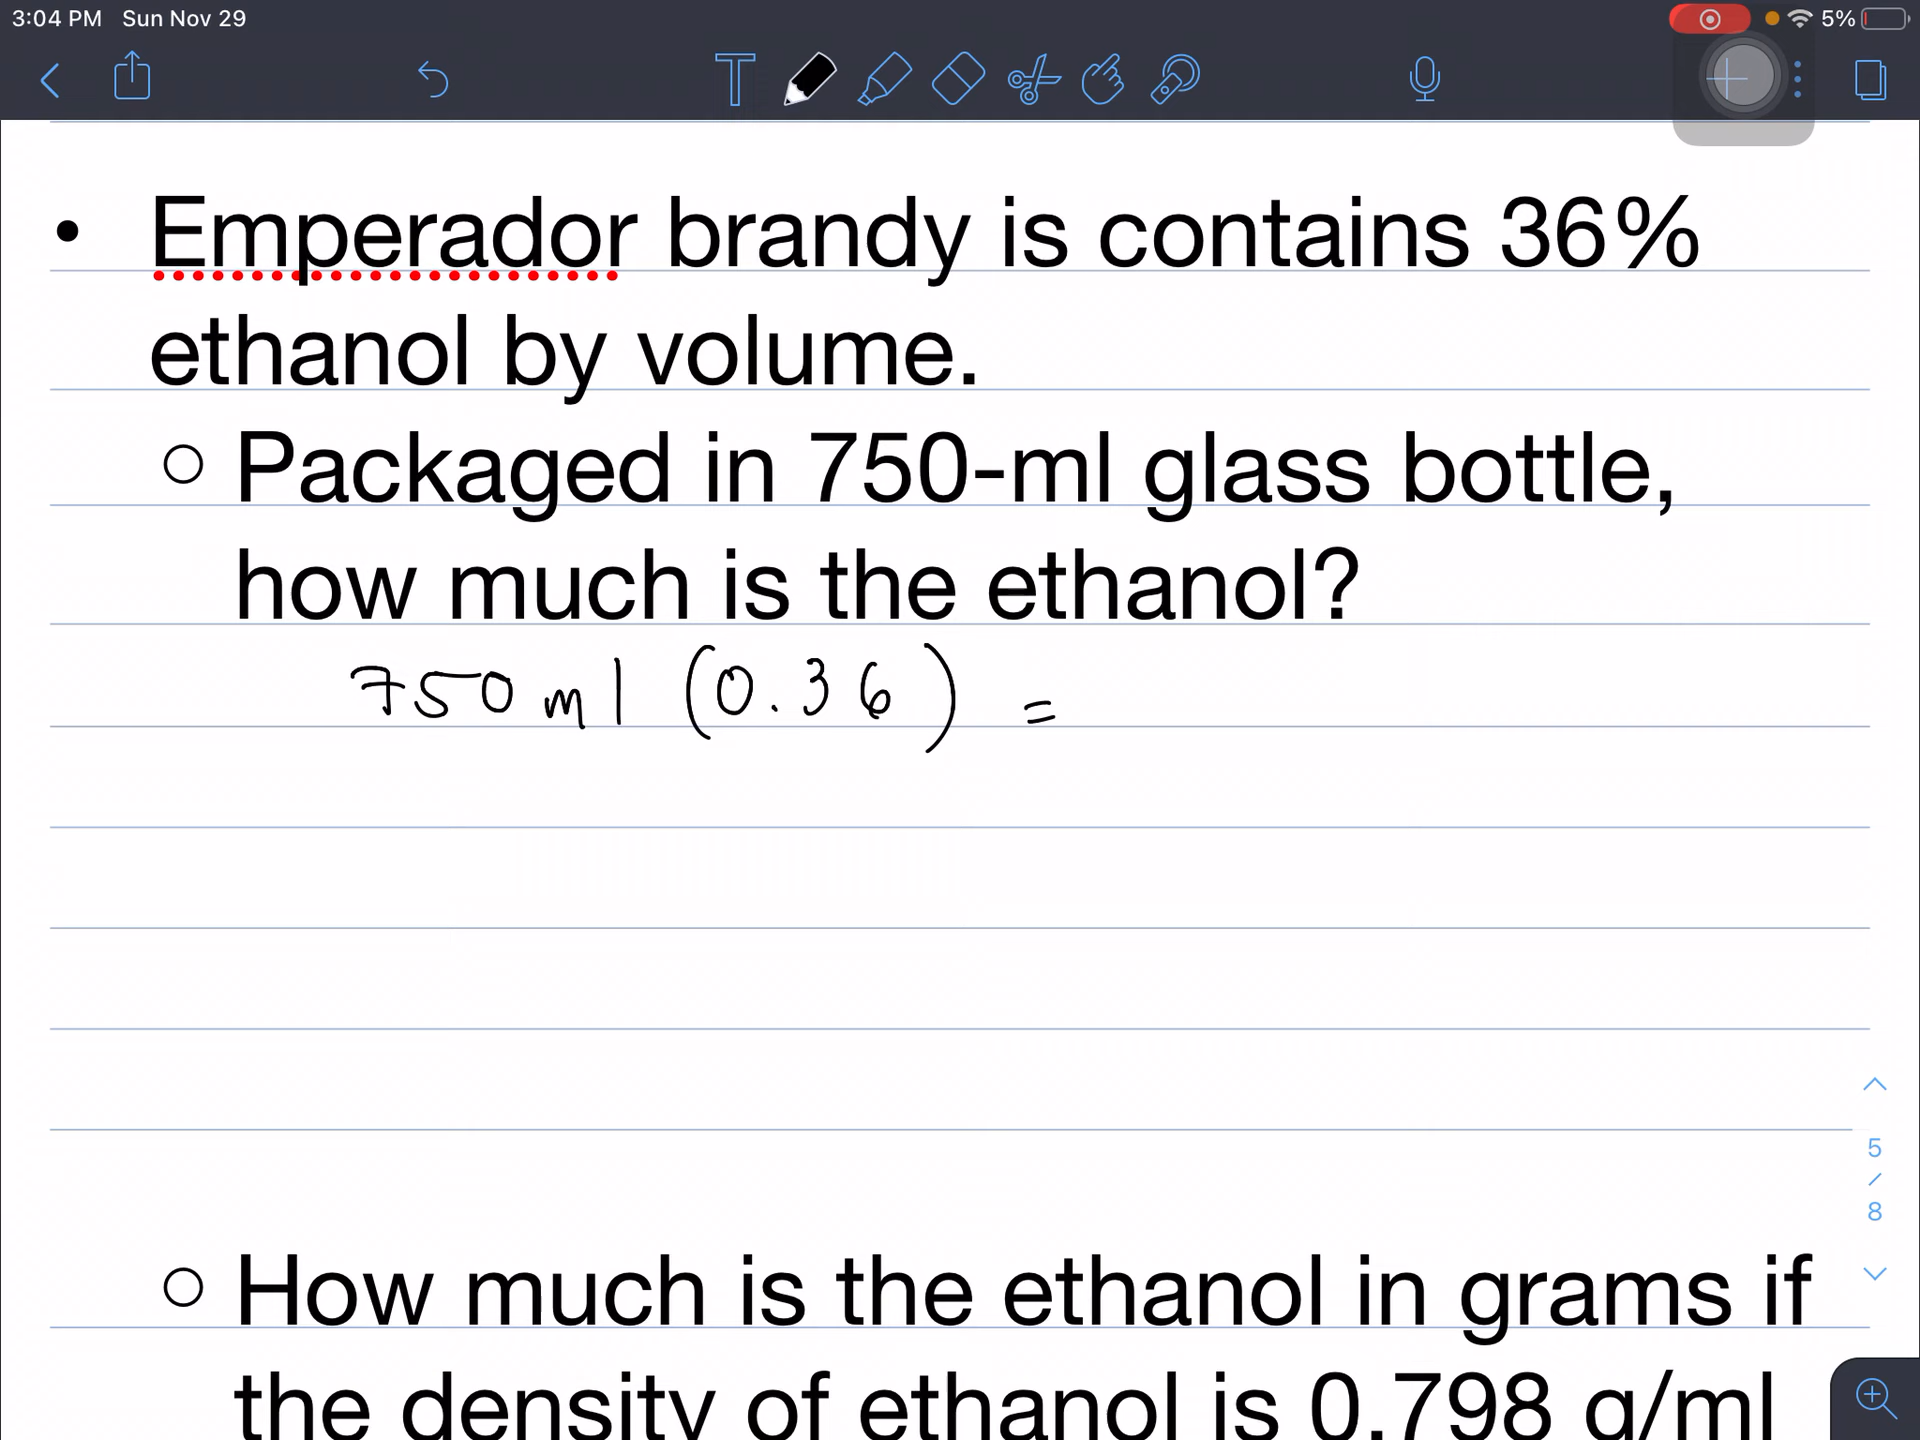 3:04 PM Sun Nov 29
5%
• Emperador brandy is contains 36%
ethanol by volume.
○ Packaged in 750-ml glass bottle,
how much is the ethanol?
750 ml (0.36) =
5
/
8
○ How much is the ethanol in grams if
the density of ethanol is 0.798 g/ml